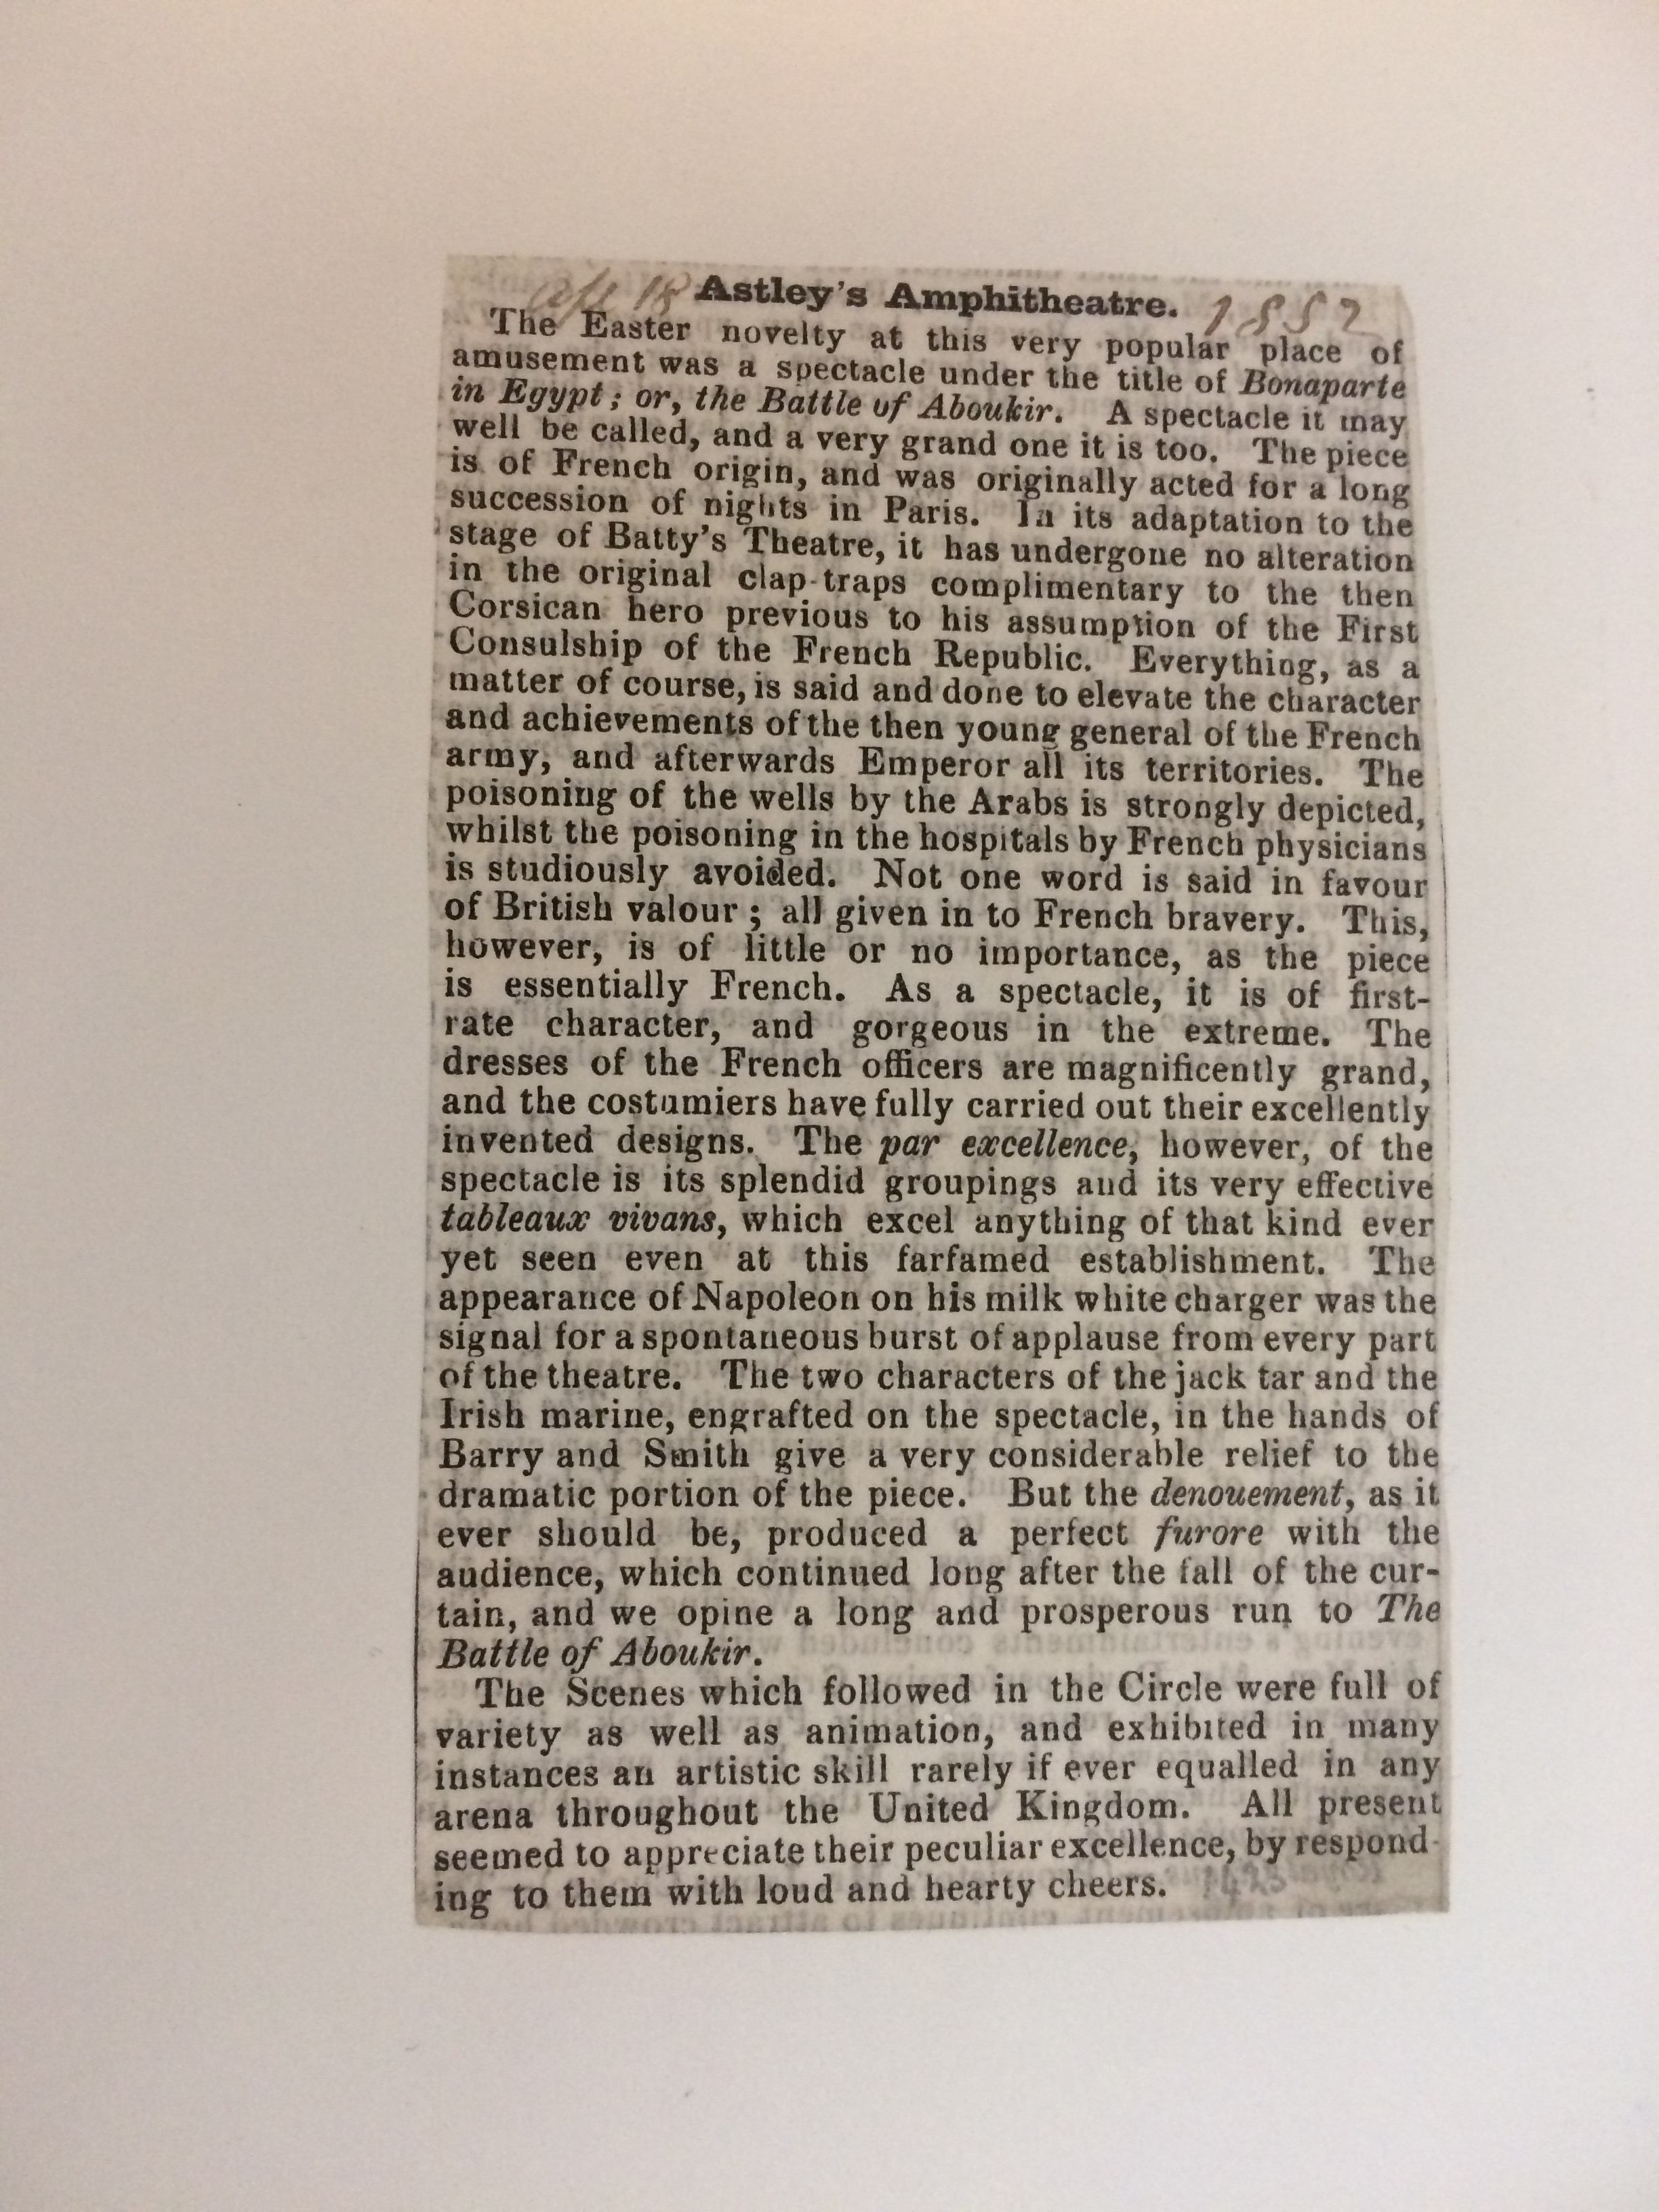 Apl 18 Astley's Amphitheatre. 1852
The Easter novelty at this very popular place of
amusement was a spectacle under the title of Bonaparte
in Egypt; or, the Battle of Aboukir. A spectacle it may
well be called, and a very grand one it is too. The piece
is of French origin, and was originally acted for a long
succession of nights in Paris. In its adaptation to the
stage of Batty's Theatre, it has undergone no alteration
in the original clap-traps complimentary to the then
Corsican hero previous to his assumption of the First
Consulship of the French Republic. Everything, as a
matter of course, is said and done to elevate the character
and achievements of the then young general of the French
army, and afterwards Emperor all its territories. The
poisoning of the wells by the Arabs is strongly depicted,
whilst the poisoning in the hospitals by French physicians
is studiously avoided. Not one word is said in favour
of British valour; all given in to French bravery. This,
however, is of little or no importance, as the piece
is essentially French. As a spectacle, it is of first-
rate character, and gorgeous in the extreme. The
dresses of the French officers are magnificently grand,
and the costumiers have fully carried out their excellently
invented designs. The par excellence, however, of the
spectacle is its splendid groupings and its very effective
tableaux vivans, which excel anything of that kind ever
yet seen even at this farfamed establishment. The
appearance of Napoleon on his milk white charger was the
signal for a spontaneous burst of applause from every part
of the theatre. The two characters of the jack tar and the
Irish marine, engrafted on the spectacle, in the hands of
Barry and Smith give a very considerable relief to the
dramatic portion of the piece. But the denouement, as it
ever should be, produced a perfect furore with the
audience, which continued long after the fall of the cur-
tain, and we opine a long and prosperous run to The
Battle of Aboukir.
The Scenes which followed in the Circle were full of
variety as well as animation, and exhibited in many
instances an artistic skill rarely if ever equalled in any
arena throughout the United Kingdom. All present
seemed to appreciate their peculiar excellence, by respond-
ing to them with loud and hearty cheers.